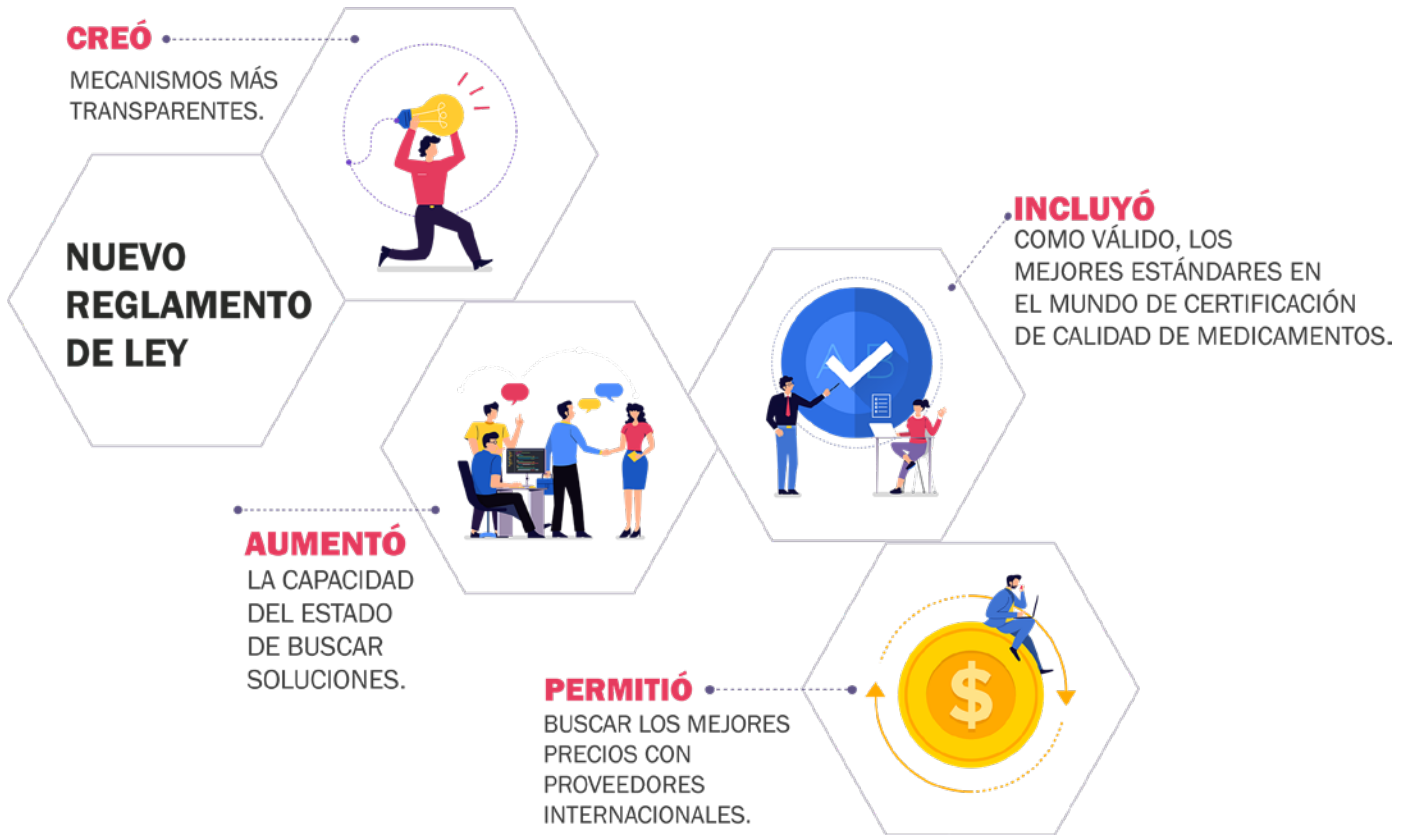 CREÓ
MECANISMOS MÁS
TRANSPARENTES.
NUEVO
REGLAMENTO
DE LEY
INCLUYÓ
COMO VÁLIDO, LOS
MEJORES ESTÁNDARES EN
EL MUNDO DE CERTIFICACIÓN
DE CALIDAD DE MEDICAMENTOS.
A B
AUMENTÓ
LA CAPACIDAD
DEL ESTADO
DE BUSCAR
SOLUCIONES.
PERMITIÓ
BUSCAR LOS MEJORES
PRECIOS CON
PROVEEDORES
INTERNACIONALES.
$